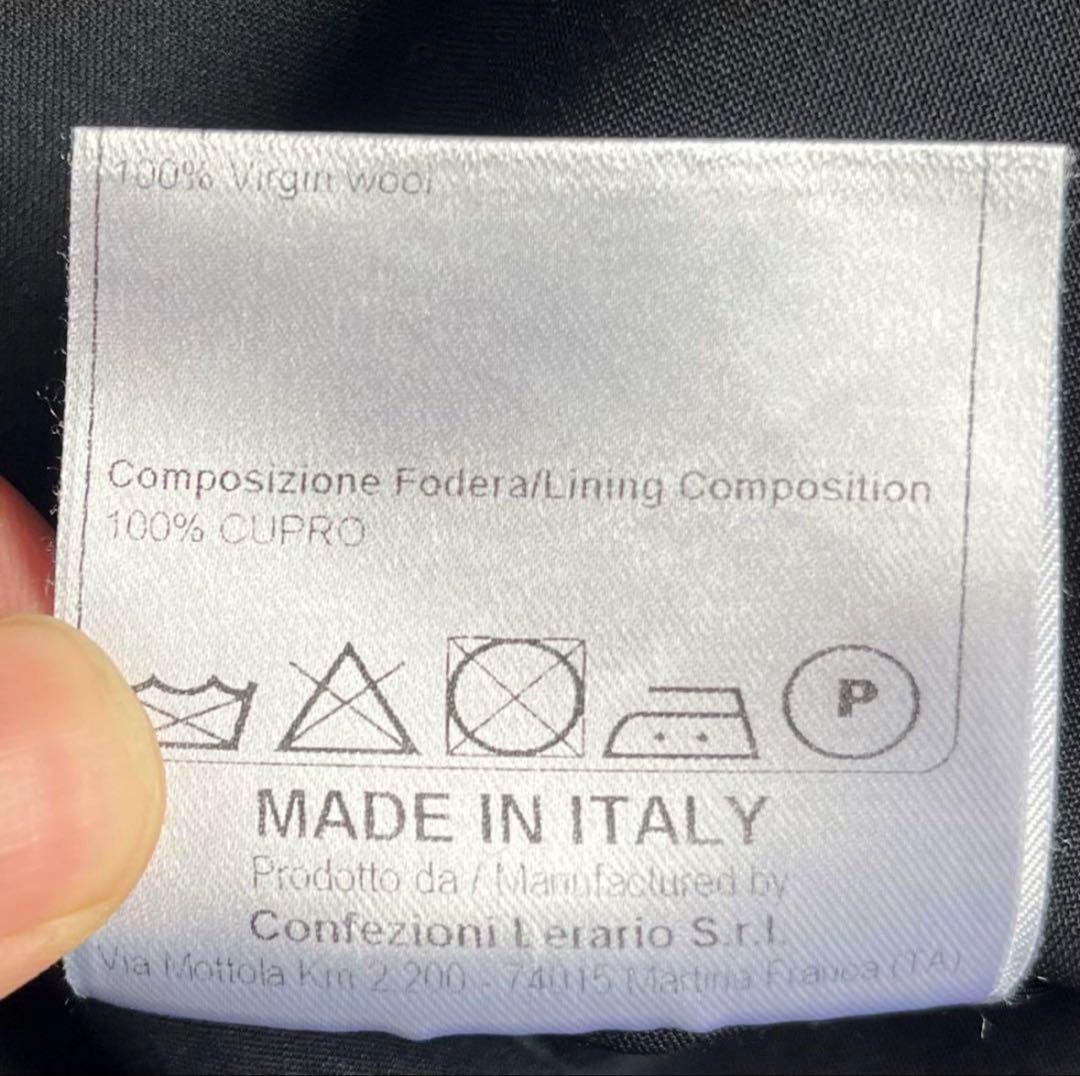 100% Virgin wool
Composizione Fodera/Lining Composition
100% CUPRO
P
MADE IN ITALY
Prodotto da / Manufactured by
Confezioni Lerario S.r.l.
Via Mottola Km 2.200 - 74015 Martina Franca (TA)